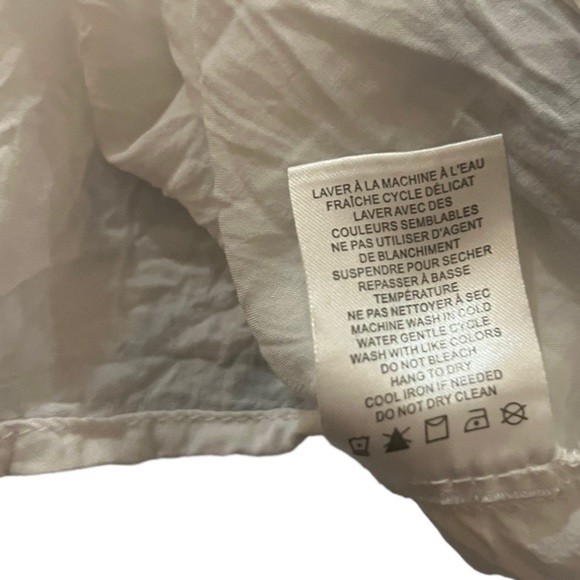 LAVER À LA MACHINE À L'EAU
FRAÎCHE CYCLE DÉLICAT
LAVER AVEC DES
COULEURS SEMBLABLES
NE PAS UTILISER D'AGENT
DE BLANCHIMENT
SUSPENDRE POUR SECHER
REPASSER À BASSE
TEMPÉRATURE
NE PAS NETTOYER À SEC
MACHINE WASH IN COLD
WATER GENTLE CYCLE
WASH WITH LIKE COLORS
DO NOT BLEACH
HANG TO DRY
COOL IRON IF NEEDED
DO NOT DRY CLEAN